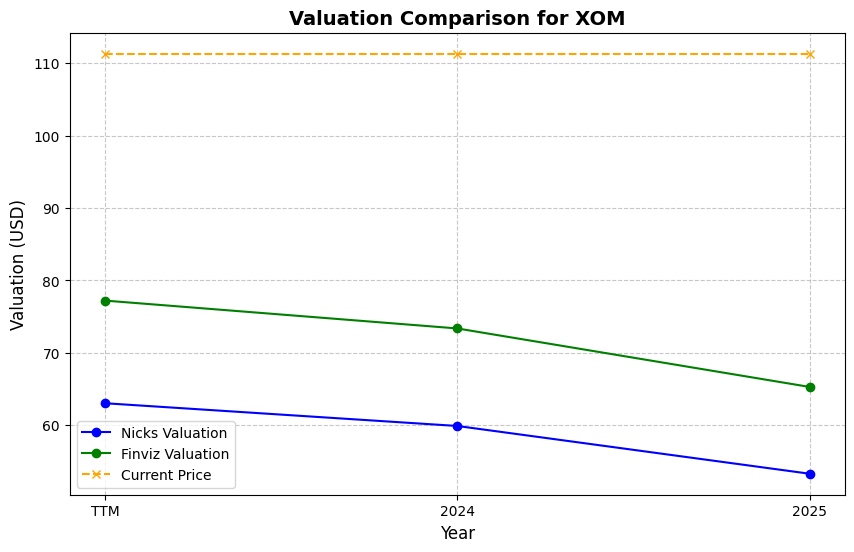 Valuation Comparison for XOM
Valuation (USD)
110
100
90
80
70
60
Nicks Valuation
Finviz Valuation
Current Price
TTM
2024
2025
Year